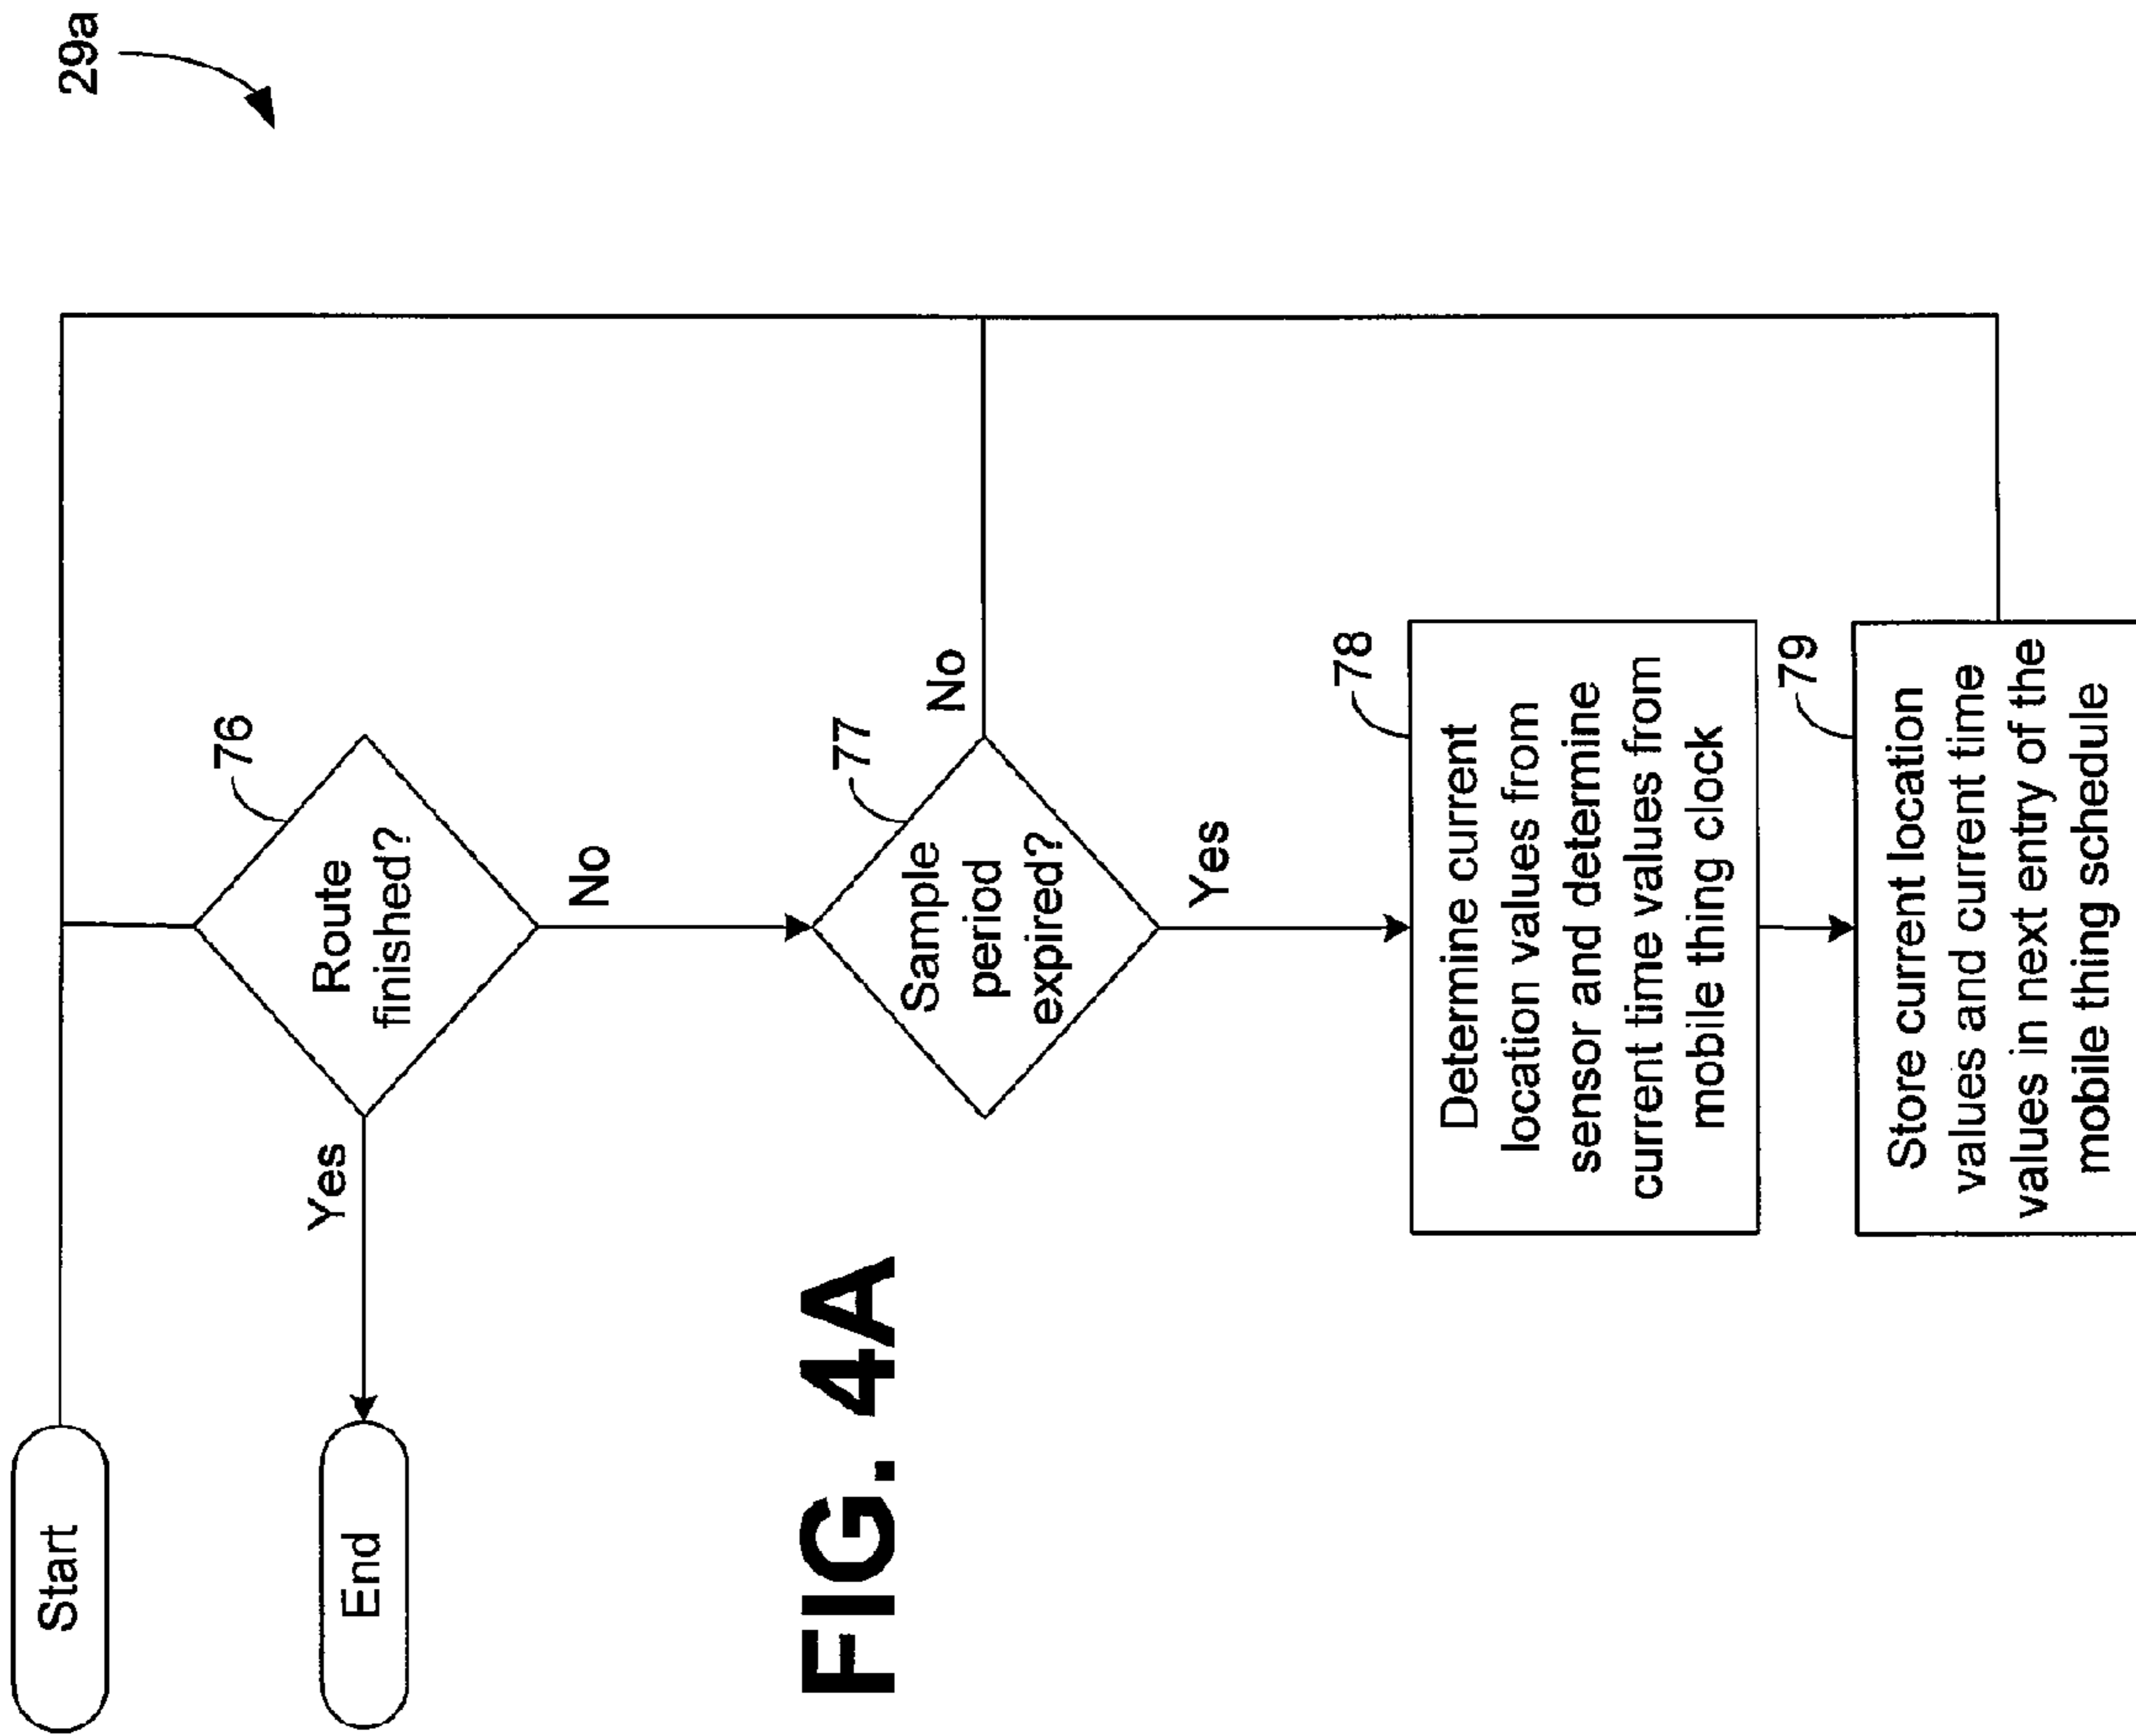 29a
Start
76
Route
finished?
Yes
End
No
77
Sample
period
expired?
No
Yes
78
Determine current
location values from
sensor and determine
current time values from
mobile thing clock
79
Store current location
values and current time
values in next entry of the
mobile thing schedule
FIG. 4A